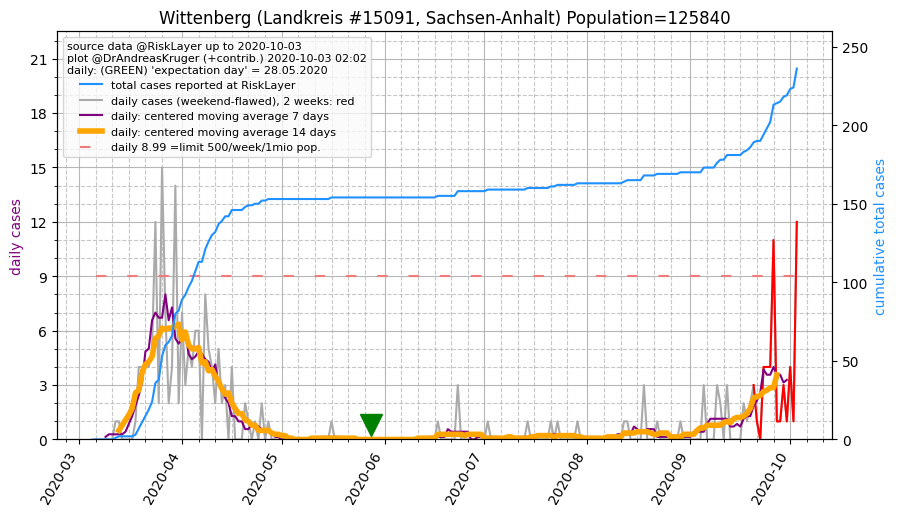 Wittenberg (Landkreis #15091, Sachsen-Anhalt) Population=125840
source data @RiskLayer up to 2020-10-03
plot @DrAndreasKruger (+contrib.) 2020-10-03 02:02
daily: (GREEN) 'expectation day' = 28.05.2020
total cases reported at RiskLayer
daily cases (weekend-flawed), 2 weeks: red
daily: centered moving average 7 days
daily: centered moving average 14 days
daily 8.99 =limit 500/week/1mio pop.
daily cases
21
18
15
12
9
6
3
0
cumulative total cases
250
200
150
100
50
0
2020-03
2020-04
2020-05
2020-06
2020-07
2020-08
2020-09
2020-10